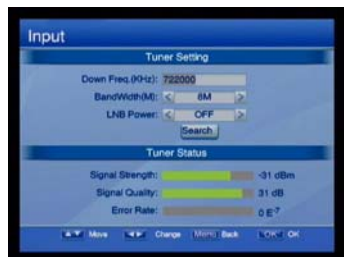 Input
Tuner Setting
Down Freq.(KHz): 722000
BandWidth(M): < 8M >
LNB Power: < OFF >
Search
Tuner Status
Signal Strength: -31 dBm
Signal Quality: 31 dB
Error Rate: 0 E-7
▲▼ Move ◄► Change Menu Back OK OK